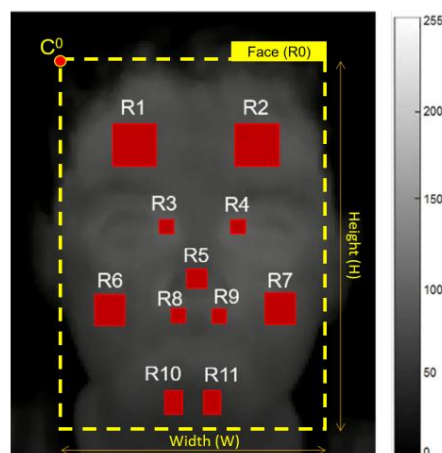 C⁰
Face (R0)
R1 R2
R3 R4
R5
R6 R7
R8 R9
R10 R11
Width (W)
Height (H)
255
200
150
100
50
0